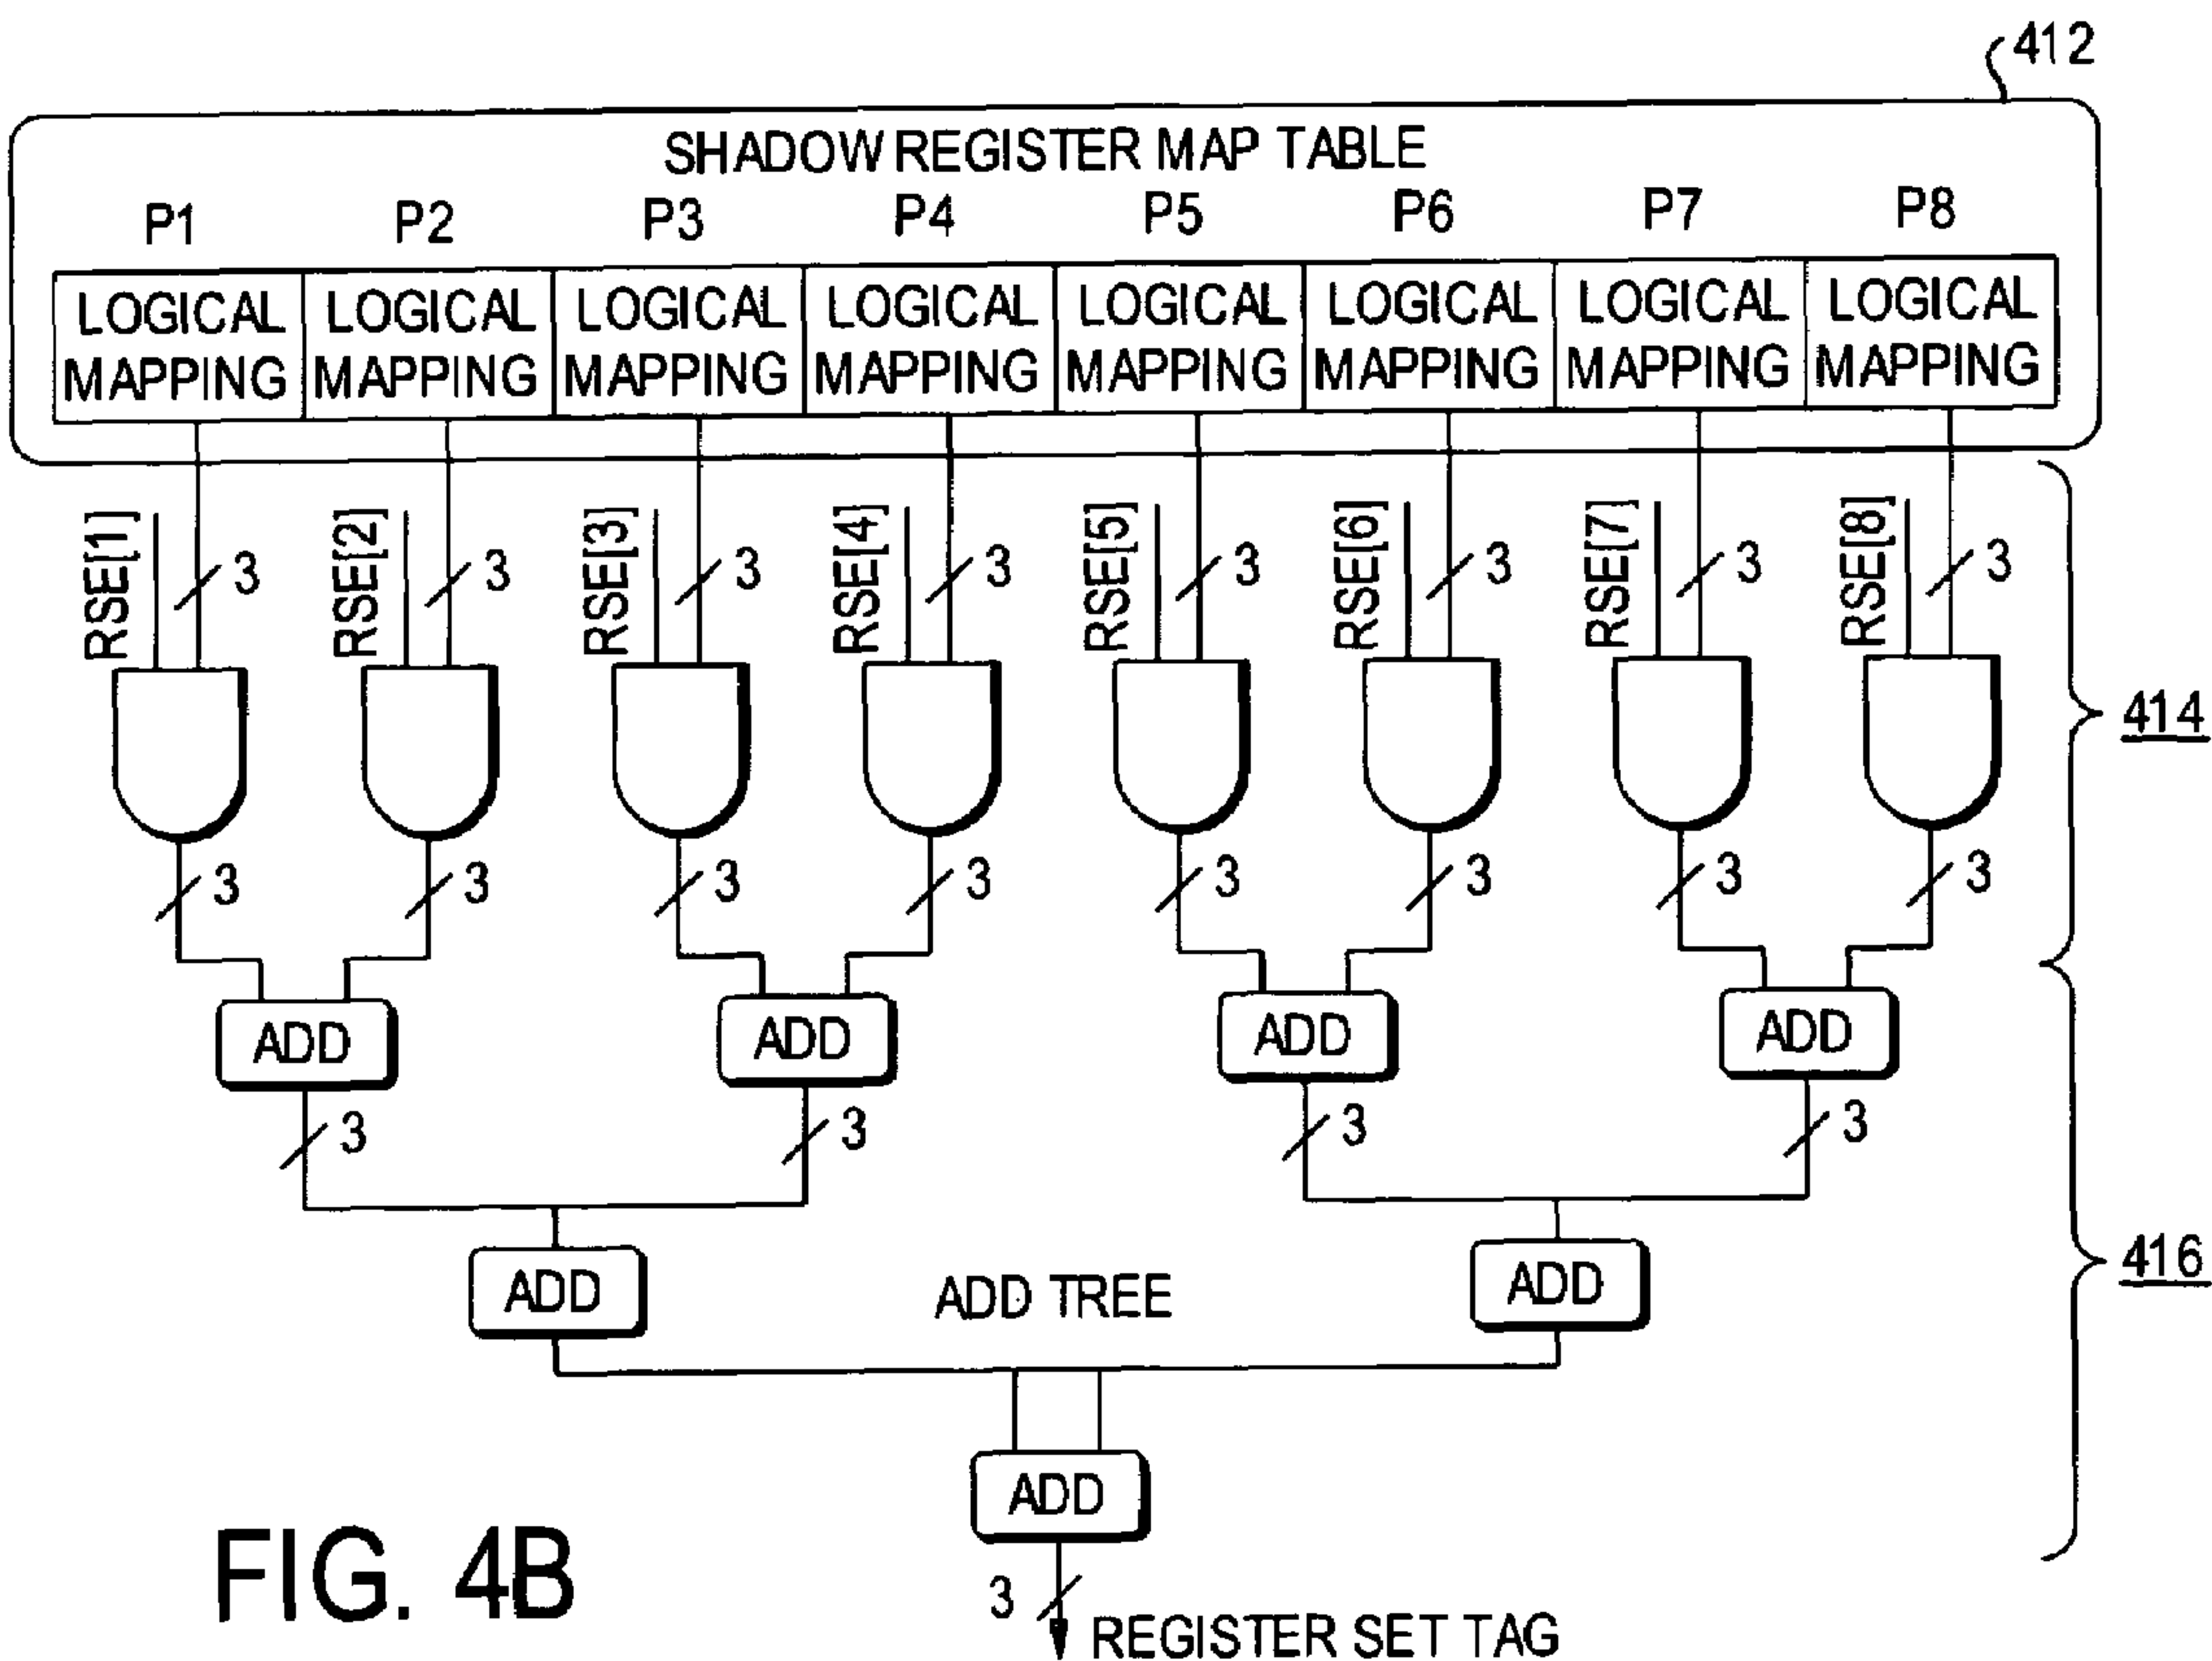 412
SHADOW REGISTER MAP TABLE
P1 P2 P3 P4 P5 P6 P7 P8
LOGICAL LOGICAL LOGICAL LOGICAL LOGICAL LOGICAL LOGICAL LOGICAL
MAPPING MAPPING MAPPING MAPPING MAPPING MAPPING MAPPING MAPPING
RSE[1] 3 RSE[2] 3 RSE[3] 3 RSE[4] 3 RSE[5] 3 RSE[6] 3 RSE[7] 3 RSE[8] 3
414
3 3 3 3 3 3 3 3
ADD ADD ADD ADD
3 3 3 3
416
ADD ADD TREE ADD
ADD
FIG. 4B
3
REGISTER SET TAG